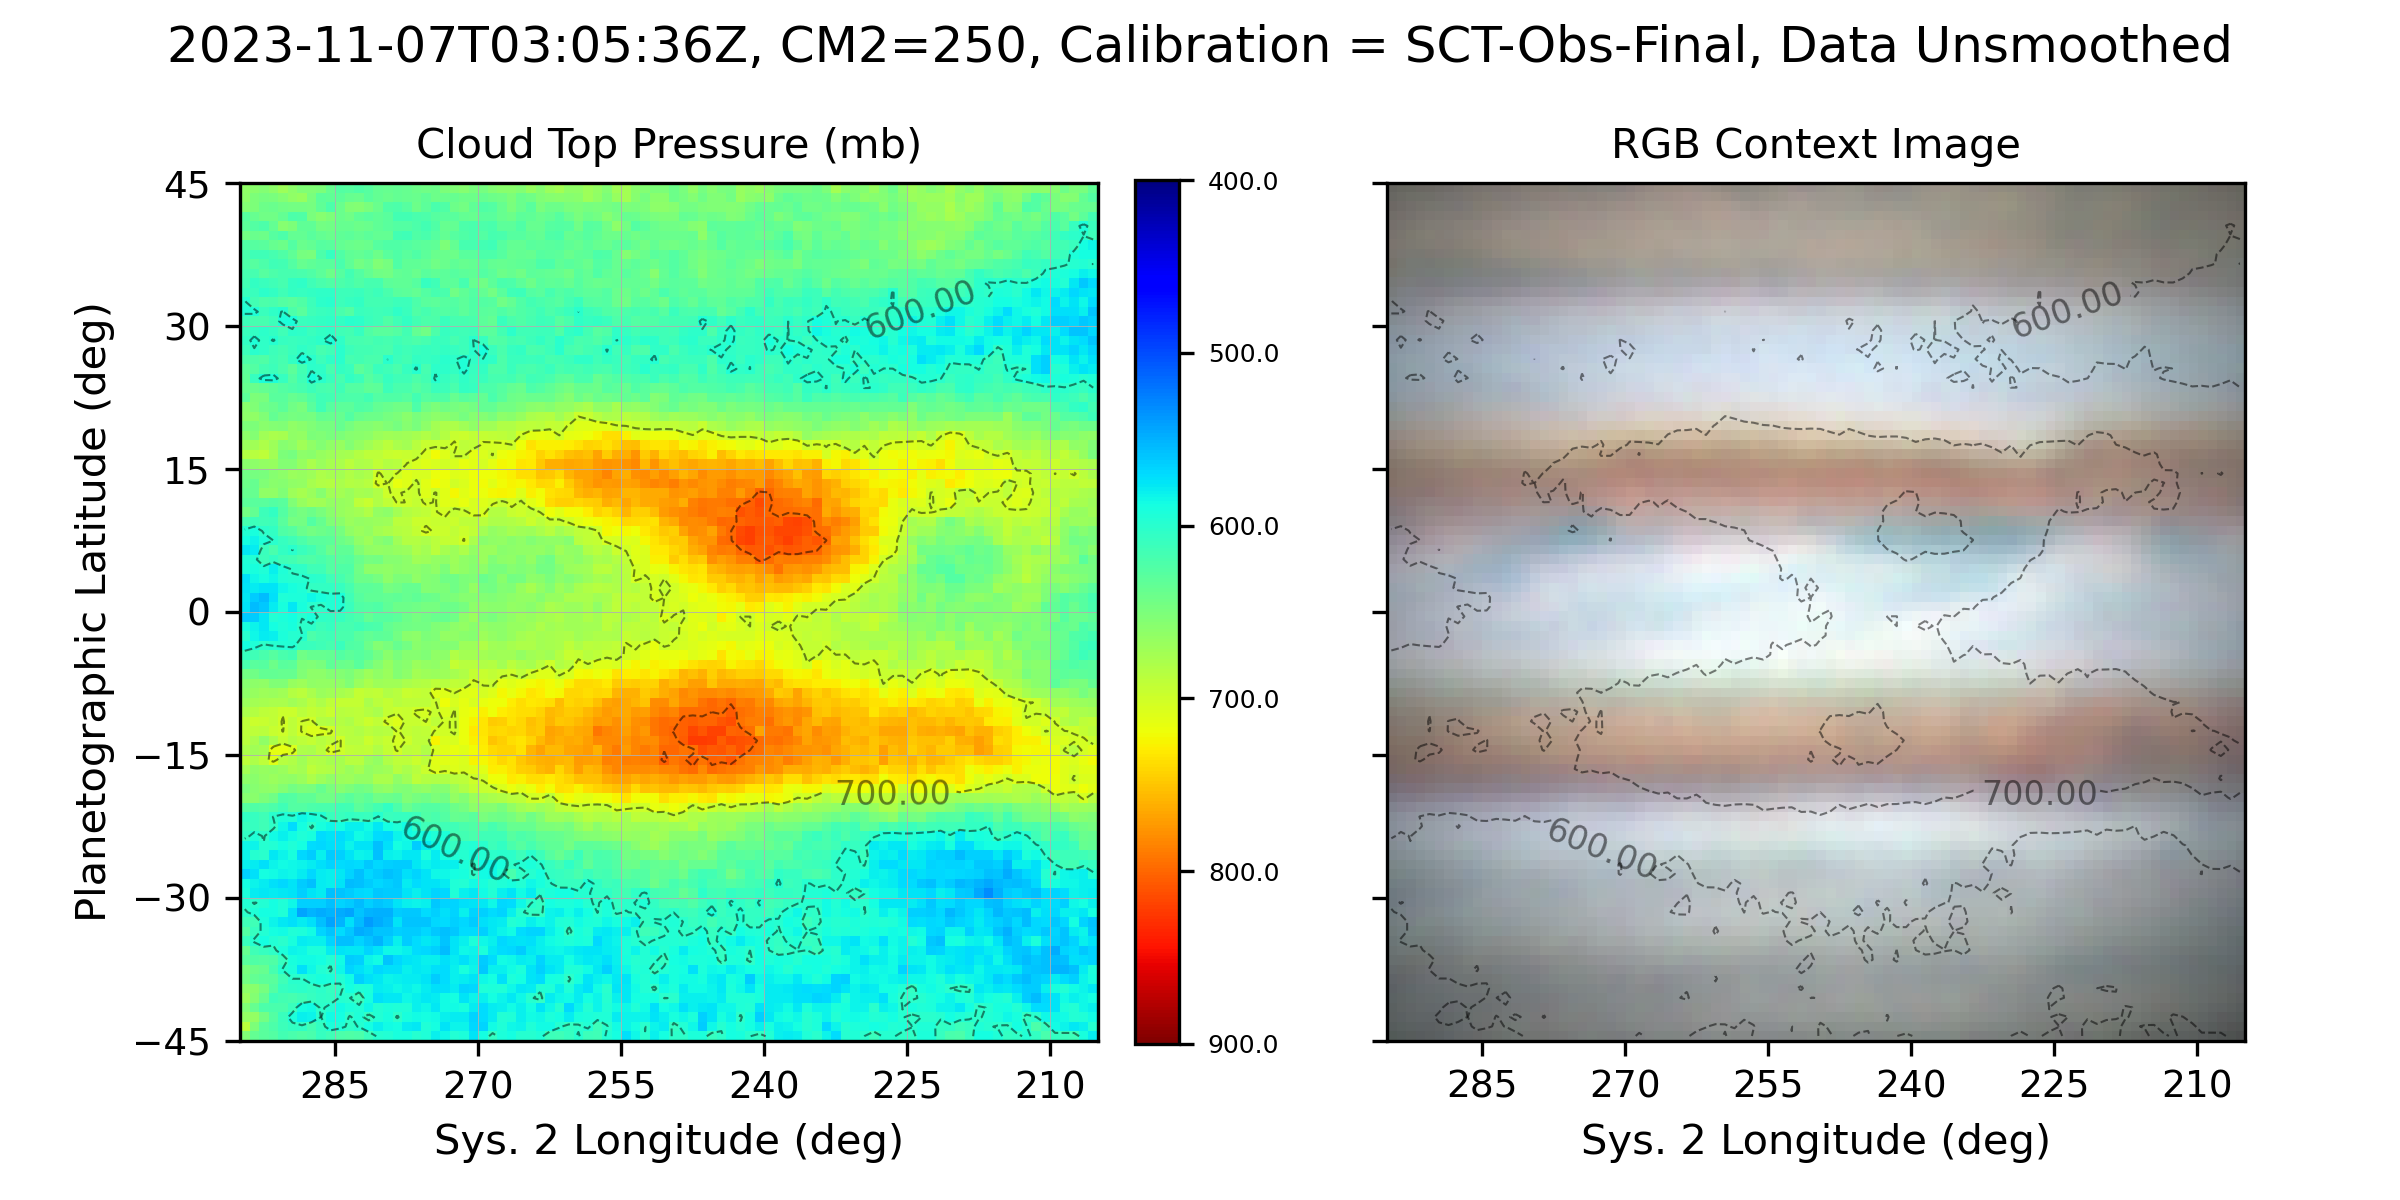 2023-11-07T03:05:36Z, CM2=250, Calibration = SCT-Obs-Final, Data Unsmoothed
Cloud Top Pressure (mb)
RGB Context Image
Planetographic Latitude (deg)
45
30
15
0
−15
−30
−45
600.00
700.00
600.00
400.0
500.0
600.0
700.0
800.0
900.0
285 270 255 240 225 210
Sys. 2 Longitude (deg)
600.00
700.00
600.00
285 270 255 240 225 210
Sys. 2 Longitude (deg)